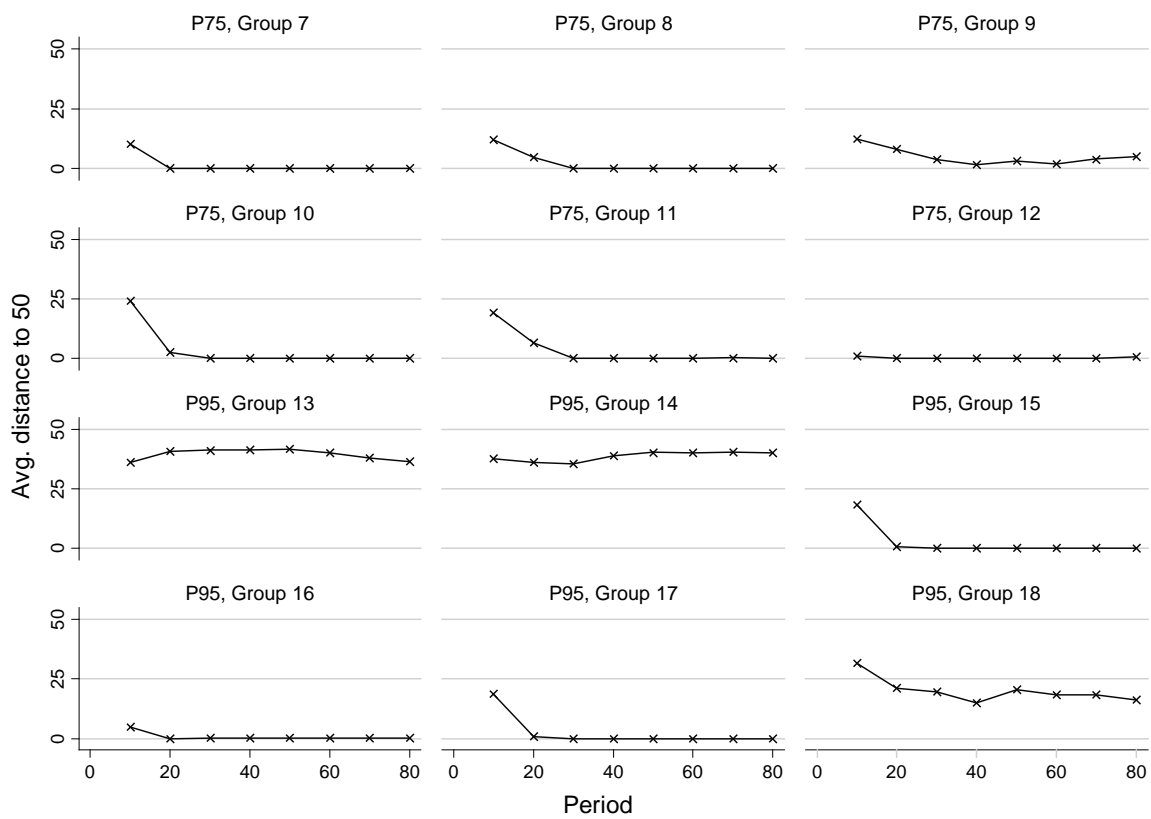 P75, Group 7 P75, Group 8 P75, Group 9
50
25
0
P75, Group 10 P75, Group 11 P75, Group 12
50
25
0
P95, Group 13 P95, Group 14 P95, Group 15
50
25
0
P95, Group 16 P95, Group 17 P95, Group 18
50
25
0
Avg. distance to 50
0 20 40 60 80 0 20 40 60 80 0 20 40 60 80
Period